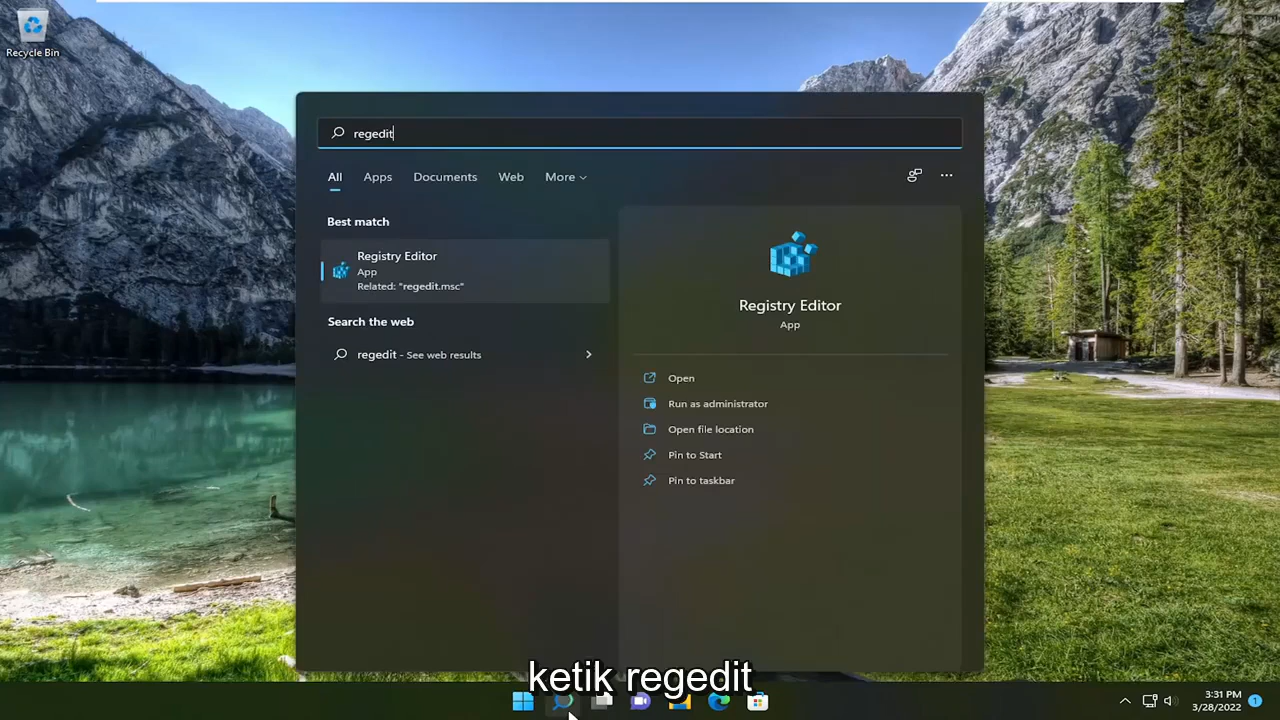 Recycle Bin
regedit
All Apps Documents Web More
Best match
Registry Editor
App
Related: "regedit.msc"
Search the web
regedit - See web results
Registry Editor
App
Open
Run as administrator
Open file location
Pin to Start
Pin to taskbar
ketik regedit
3:31 PM
3/28/2022
1